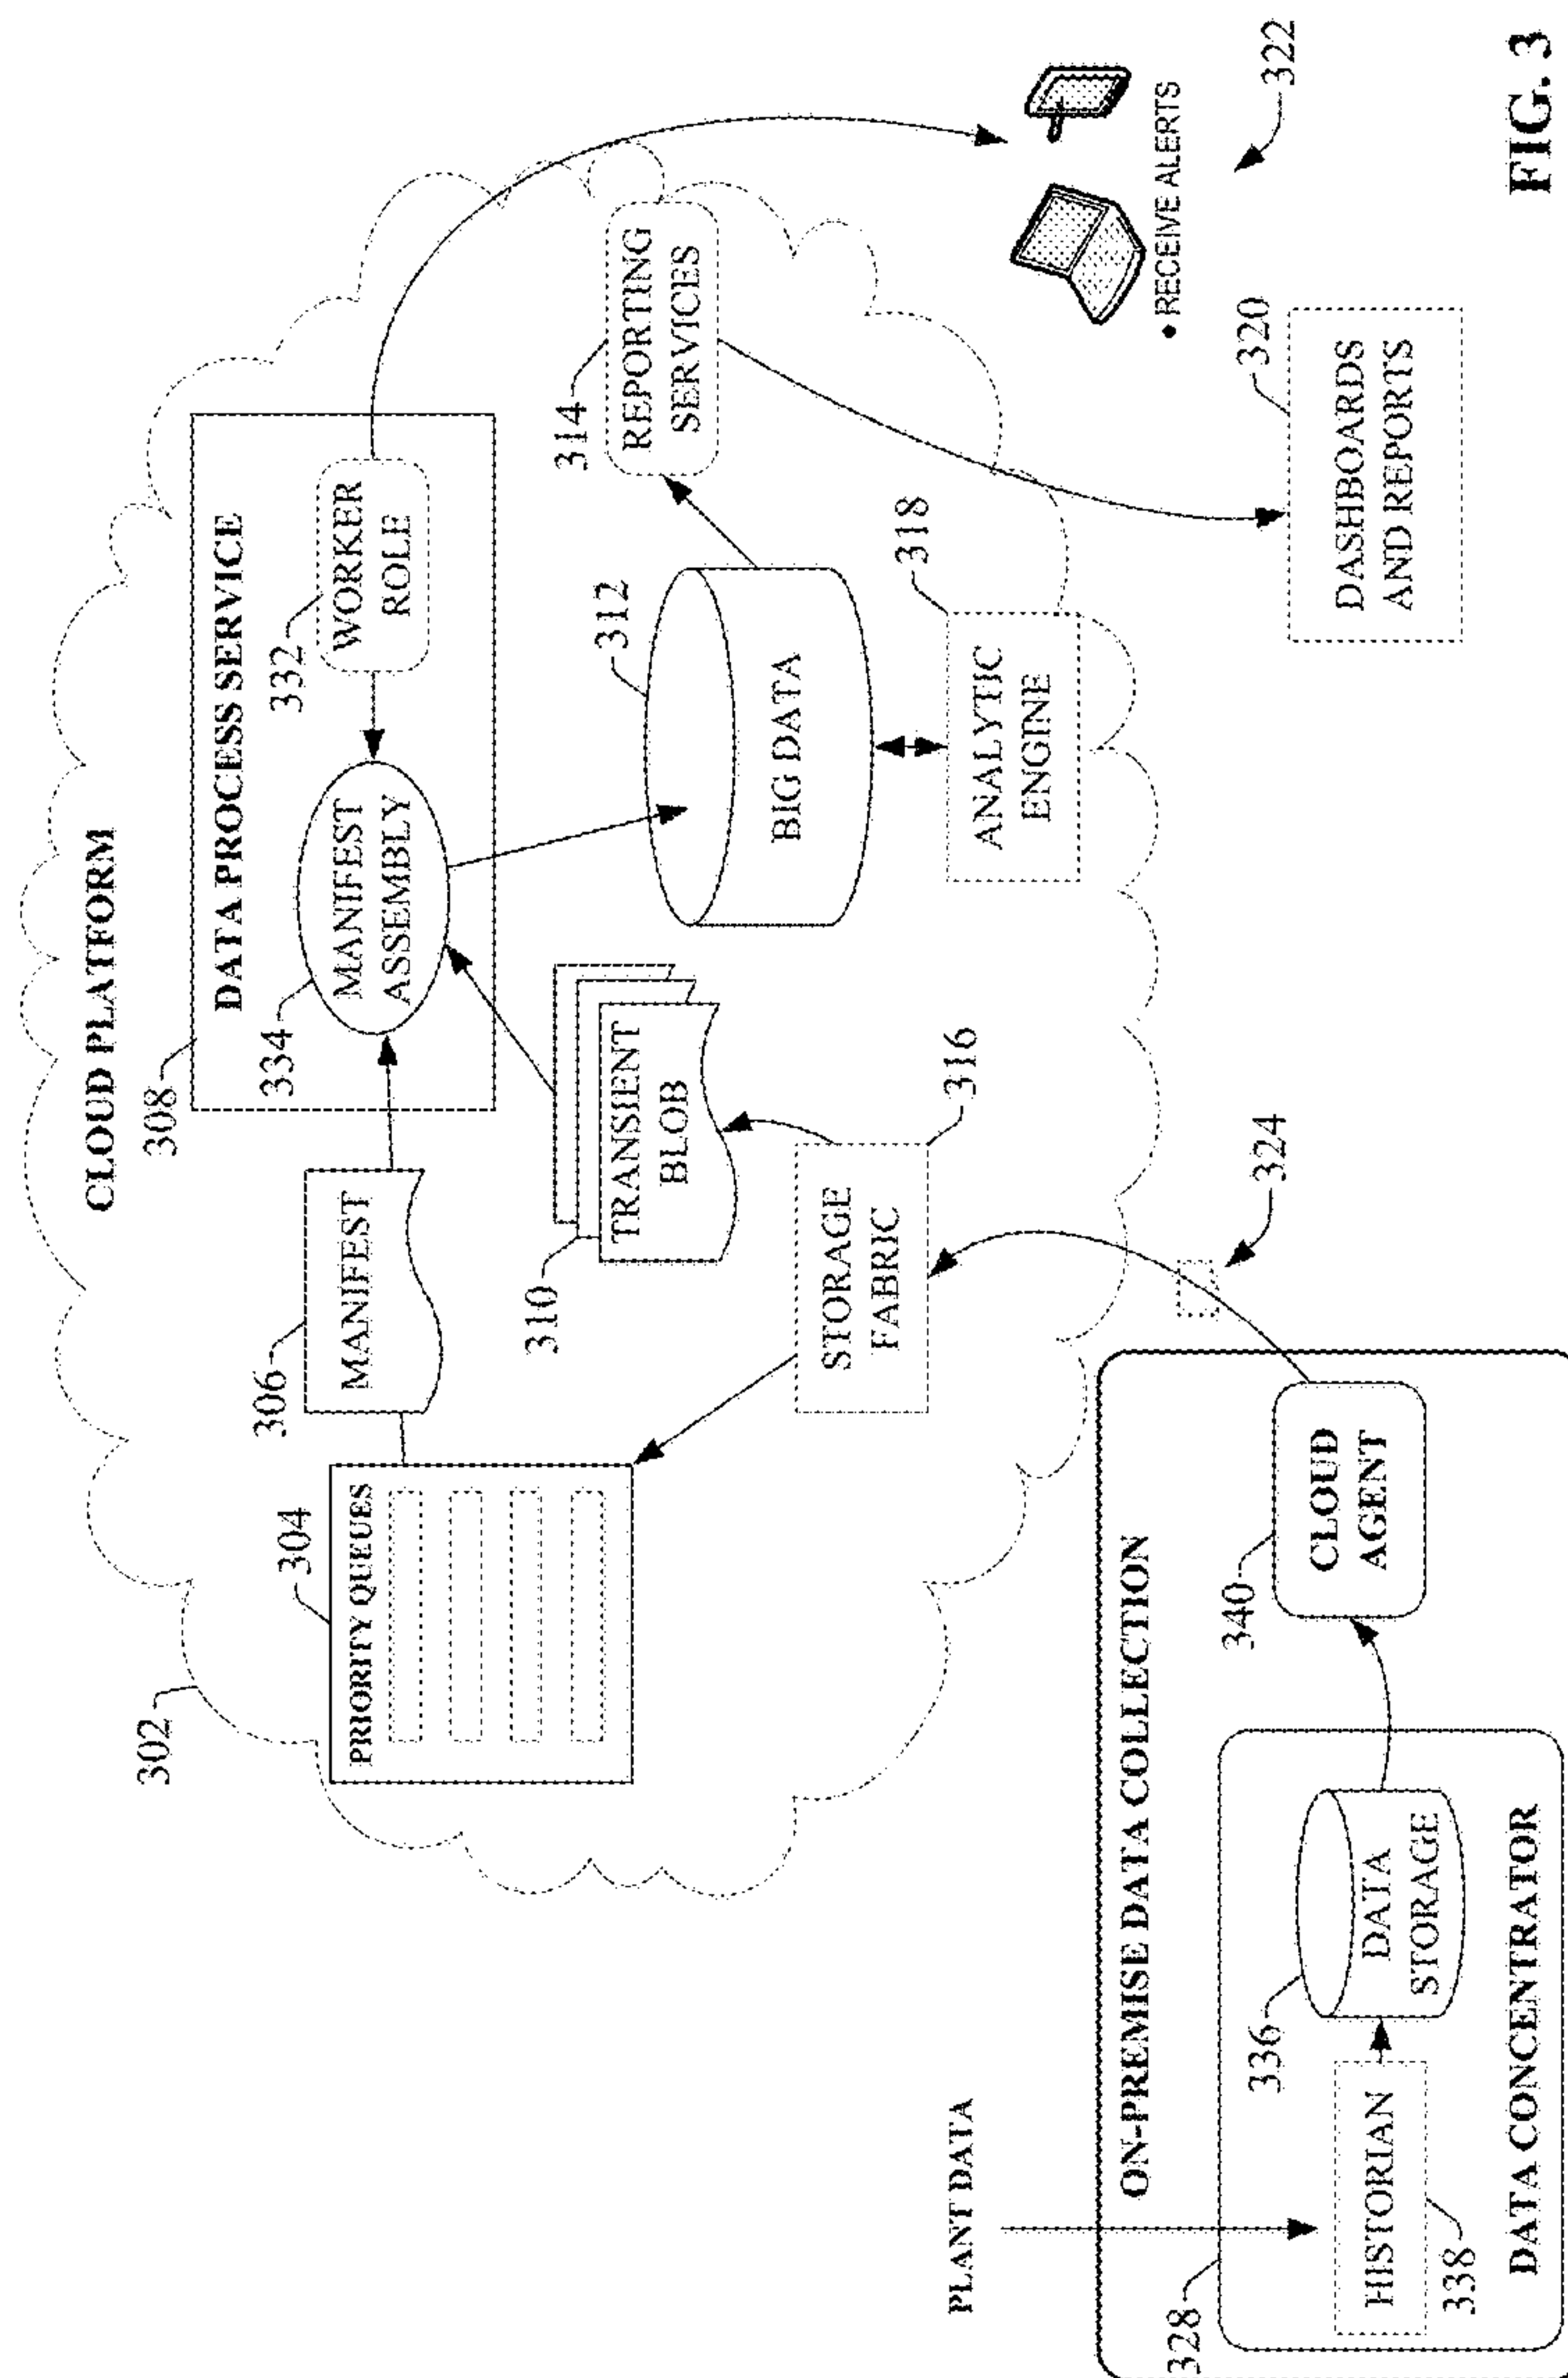 CLOUD PLATFORM
302
304
PRIORITY QUEUES
306
MANIFEST
308
DATA PROCESS SERVICE
334
MANIFEST
ASSEMBLY
332
WORKER
ROLE
310
TRANSIENT
BLOB
312
BIG DATA
314
REPORTING
SERVICES
STORAGE
FABRIC
316
318
ANALYTIC
ENGINE
• RECEIVE ALERTS
322
320
DASHBOARDS
AND REPORTS
324
PLANT DATA
ON-PREMISE DATA COLLECTION
328
HISTORIAN
338
336
DATA
STORAGE
DATA CONCENTRATOR
340
CLOUD
AGENT
FIG. 3